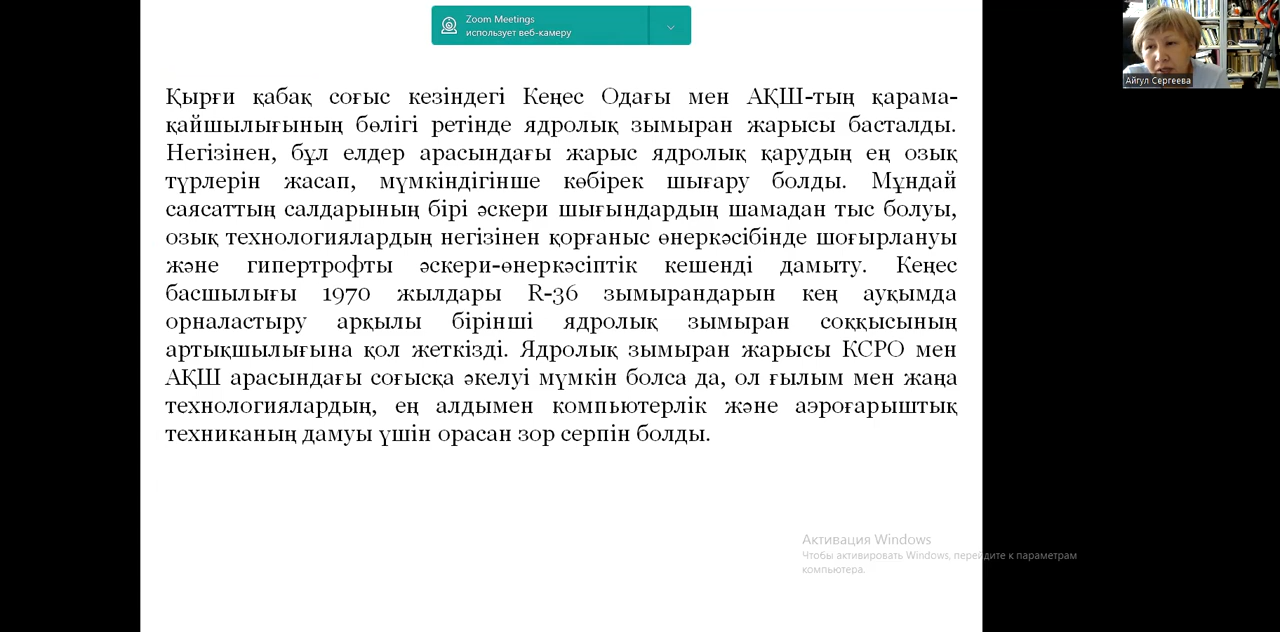 Zoom Meetings
использует веб-камеру
Айгул Сергеева
Қырғи қабақ соғыс кезіндегі Кеңес Одағы мен АҚШ-тың қарама-
қайшылығының бөлігі ретінде ядролық зымыран жарысы басталды.
Негізінен, бұл елдер арасындағы жарыс ядролық қарудың ең озық
түрлерін жасап, мүмкіндігінше көбірек шығару болды. Мұндай
саясаттың салдарының бірі әскери шығындардың шамадан тыс болуы,
озық технологиялардың негізінен қорғаныс өнеркәсібінде шоғырлануы
және гипертрофты әскери-өнеркәсіптік кешенді дамыту. Кеңес
басшылығы 1970 жылдары R-36 зымырандарын кең ауқымда
орналастыру арқылы бірінші ядролық зымыран соққысының
артықшылығына қол жеткізді. Ядролық зымыран жарысы КСРО мен
АҚШ арасындағы соғысқа әкелуі мүмкін болса да, ол ғылым мен жаңа
технологиялардың, ең алдымен компьютерлік және аэроғарыштық
техниканың дамуы үшін орасан зор серпін болды.
Активация Windows
Чтобы активировать Windows, перейдите к параметрам
компьютера.